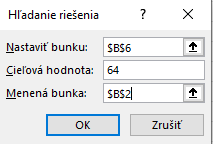 Hľadanie riešenia
Nastaviť bunku: $B$6
Cieľová hodnota: 64
Menená bunka: $B$2
OK Zrušiť